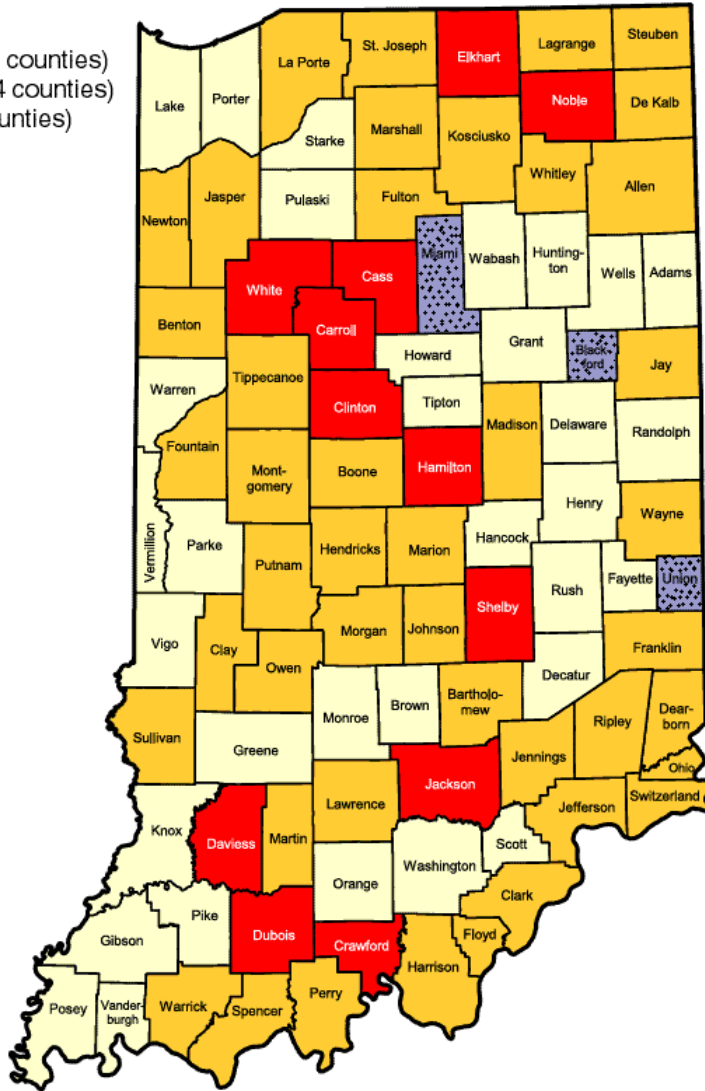 counties)
4 counties)
unties)
Lake
Porter
La Porte
St. Joseph
Elkhart
Lagrange
Steuben
Noble
De Kalb
Starke
Marshall
Kosciusko
Whitley
Allen
Newton
Jasper
Pulaski
Fulton
Miami
Wabash
Hunting-
ton
Wells
Adams
White
Cass
Carroll
Benton
Howard
Grant
Black
ford
Jay
Warren
Tippecanoe
Clinton
Tipton
Madison
Delaware
Randolph
Fountain
Mont-
gomery
Boone
Hamilton
Henry
Wayne
Vermillion
Parke
Putnam
Hendricks
Marion
Hancock
Shelby
Rush
Fayette
Union
Vigo
Clay
Owen
Morgan
Johnson
Decatur
Franklin
Sullivan
Greene
Monroe
Brown
Bartholo-
mew
Jennings
Ripley
Dear-
born
Ohio
Switzerland
Jefferson
Knox
Daviess
Martin
Lawrence
Jackson
Scott
Washington
Orange
Clark
Gibson
Pike
Dubois
Crawford
Floyd
Harrison
Posey
Vander-
burgh
Warrick
Spencer
Perry